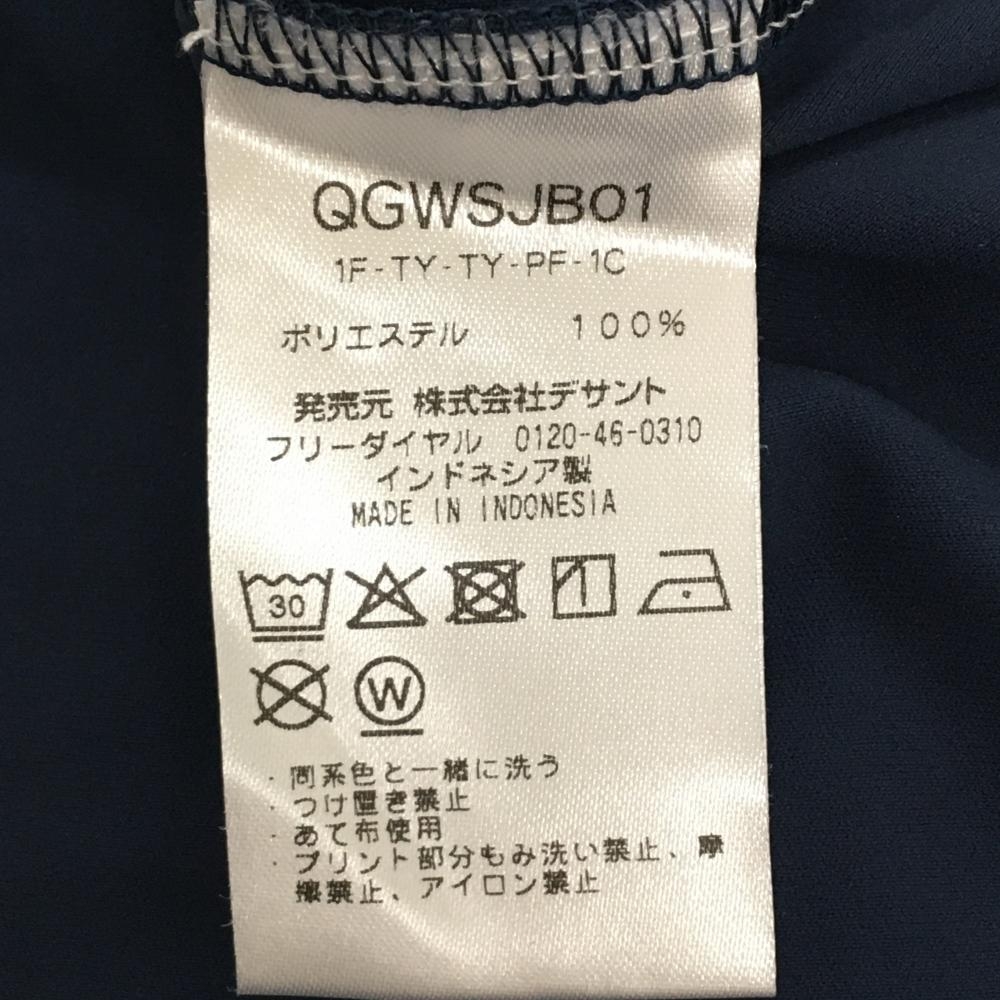 QGWSJB01
1F-TY-TY-PF-1C
ポリエステル 100%
発売元 株式会社デサント
フリーダイヤル 0120-46-0310
インドネシア製
MADE IN INDONESIA
30
W
・同系色と一緒に洗う
・つけ置き禁止
・あて布使用
・プリント部分もみ洗い禁止、摩
擦禁止、アイロン禁止